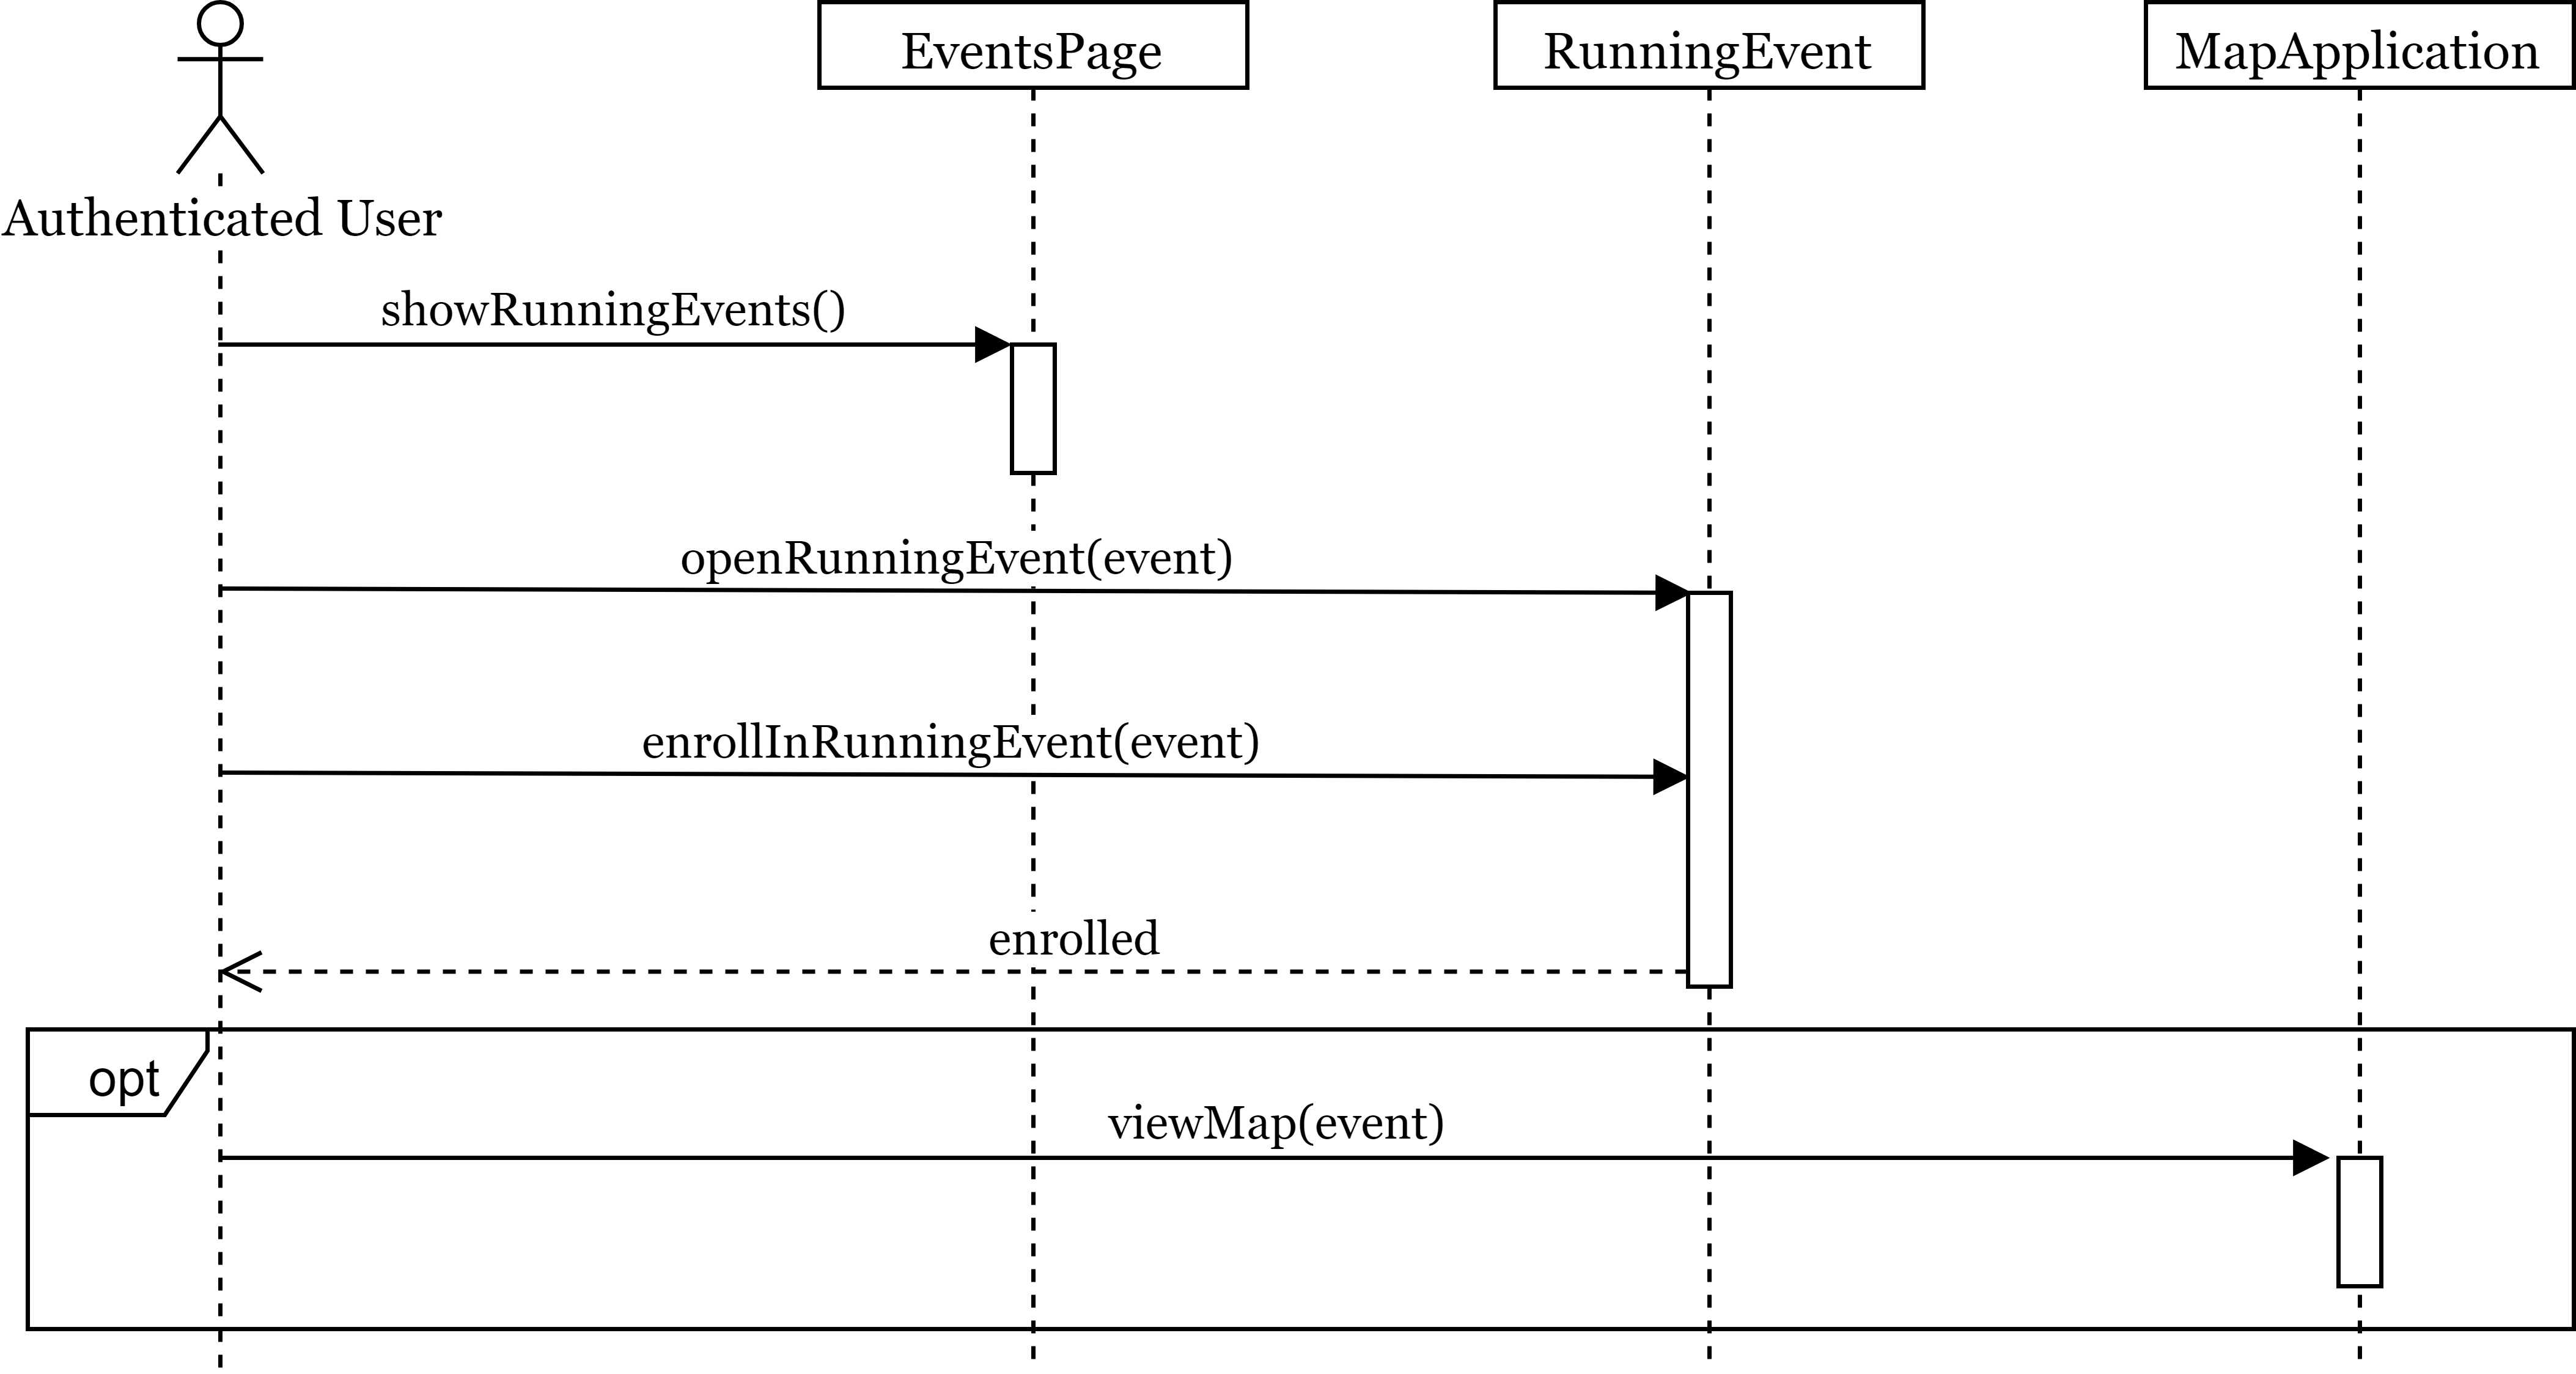 EventsPage
RunningEvent
MapApplication
Authenticated User
showRunningEvents()
openRunningEvent(event)
enrollInRunningEvent(event)
enrolled
opt
viewMap(event)